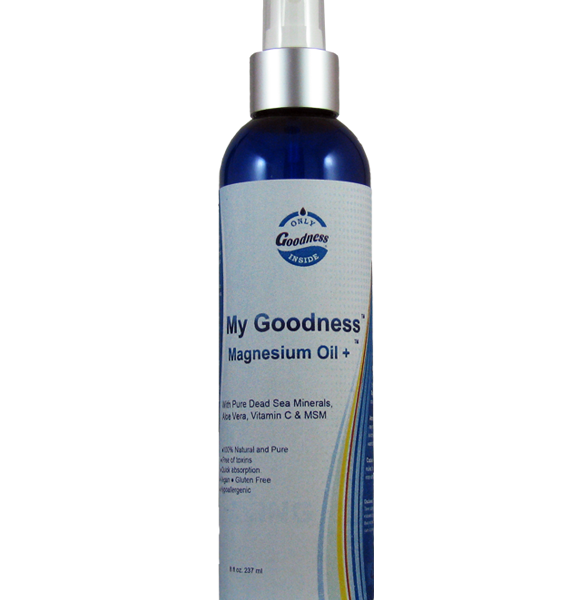 ONLY
Goodness
INSIDE
My Goodness™
Magnesium Oil +™
With Pure Dead Sea Minerals,
Aloe Vera, Vitamin C & MSM
100% Natural and Pure
Free of toxins
Quick absorption
Vegan • Gluten Free
Hypoallergenic
8 fl oz. 237 ml